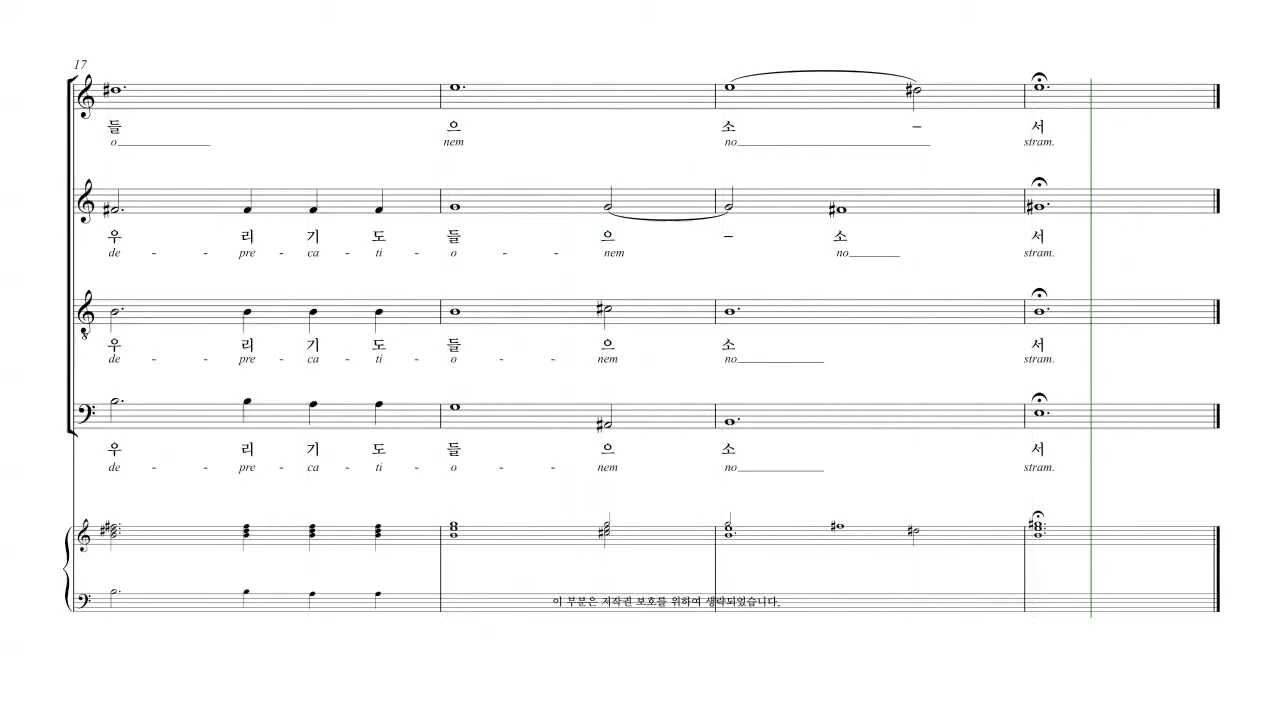 17
들 으 소 – 서
o nem no stram.
우 리 기 도 들 으 – 소 서
de - - pre - ca - ti - o - - nem no stram.
우 리 기 도 들 으 소 서
de - - pre - ca - ti - o - - nem no stram.
우 리 기 도 들 으 소 서
de - - pre - ca - ti - o - - nem no stram.
이 부분은 저작권 보호를 위하여 생략되었습니다.